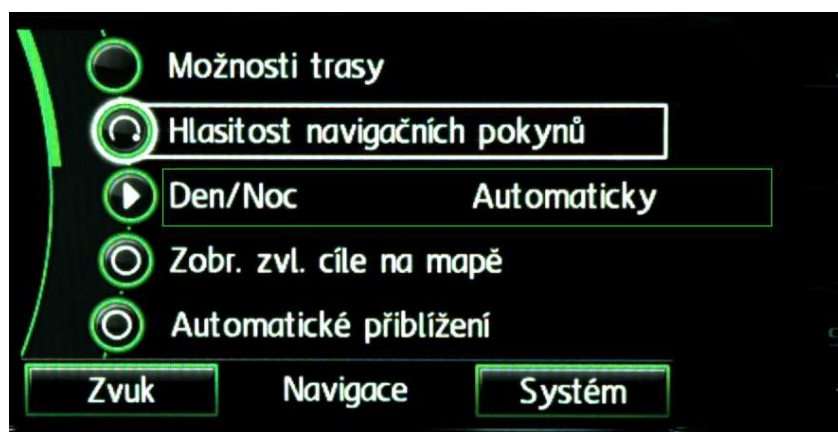 Možnosti trasy
Hlasitost navigačních pokynů
Den/Noc Automaticky
Zobr. zvl. cíle na mapě
Automatické přiblížení
Zvuk Navigace Systém